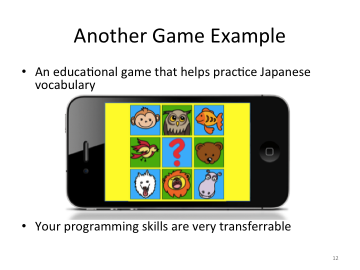 Another Game Example
• An educational game that helps practice Japanese
vocabulary
?
• Your programming skills are very transferrable
12